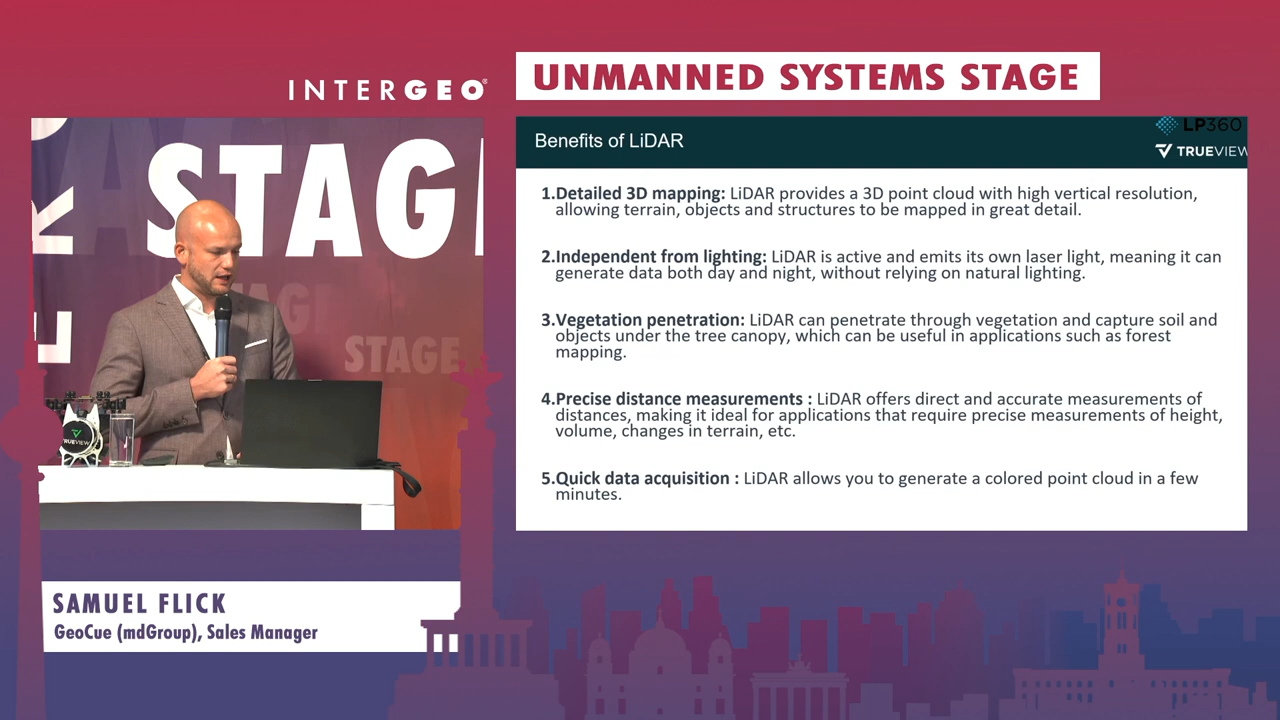 INTERGEO®
UNMANNED SYSTEMS STAGE
STAGE
STAGE
STAGE
TRUEVIEW
Benefits of LiDAR
LP360
TRUEVIEW
1.Detailed 3D mapping: LiDAR provides a 3D point cloud with high vertical resolution,
allowing terrain, objects and structures to be mapped in great detail.
2.Independent from lighting: LiDAR is active and emits its own laser light, meaning it can
generate data both day and night, without relying on natural lighting.
3.Vegetation penetration: LiDAR can penetrate through vegetation and capture soil and
objects under the tree canopy, which can be useful in applications such as forest
mapping.
4.Precise distance measurements : LiDAR offers direct and accurate measurements of
distances, making it ideal for applications that require precise measurements of height,
volume, changes in terrain, etc.
5.Quick data acquisition : LiDAR allows you to generate a colored point cloud in a few
minutes.
SAMUEL FLICK
GeoCue (mdGroup), Sales Manager